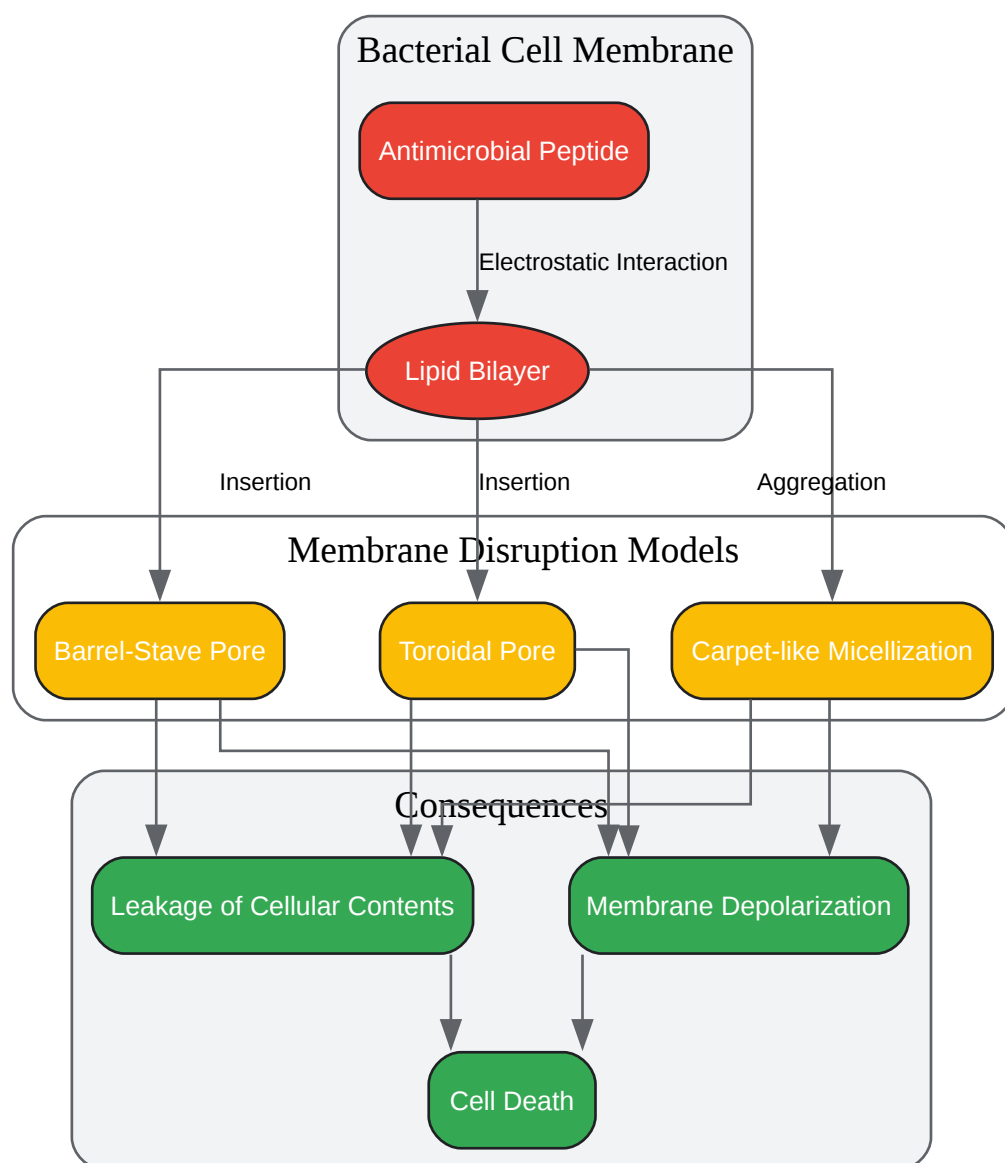 Bacterial Cell Membrane
Antimicrobial Peptide
Electrostatic Interaction
Lipid Bilayer
Insertion
Insertion
Aggregation
Membrane Disruption Models
Barrel-Stave Pore
Toroidal Pore
Carpet-like Micellization
Consequences
Leakage of Cellular Contents
Membrane Depolarization
Cell Death